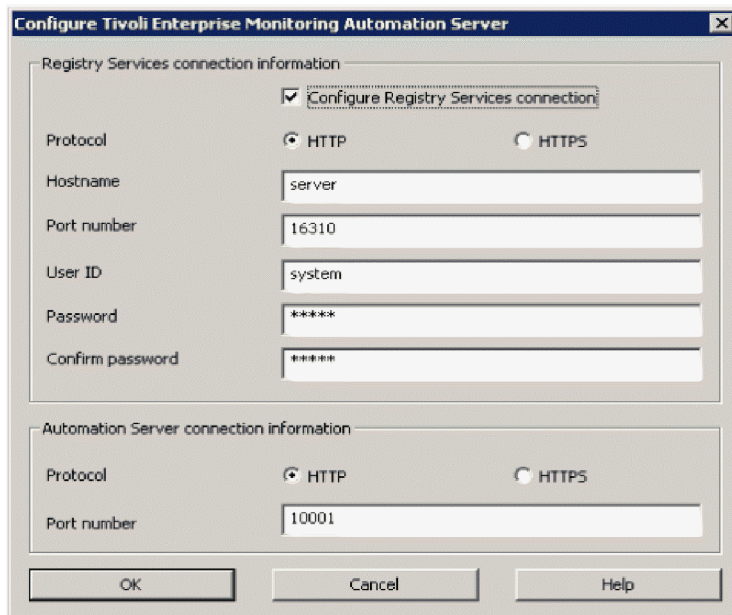 Configure Tivoli Enterprise Monitoring Automation Server
Registry Services connection information
Configure Registry Services connection
Protocol HTTP HTTPS
Hostname server
Port number 16310
User ID system
Password *****
Confirm password *****
Automation Server connection information
Protocol HTTP HTTPS
Port number 10001
OK Cancel Help